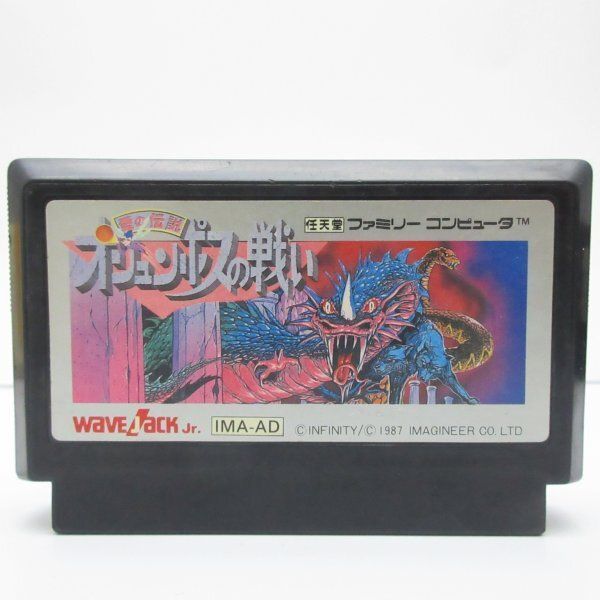 任天堂 ファミリー コンピュータ™
愛の伝説
オリュンポスの戦い
WAVEJACK Jr. IMA-AD ©INFINITY/© 1987 IMAGINEER CO. LTD